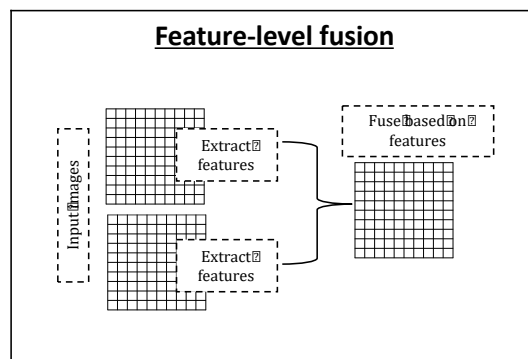 Feature-level fusion
Input images
Extract
features
Extract
features
Fuse based on
features